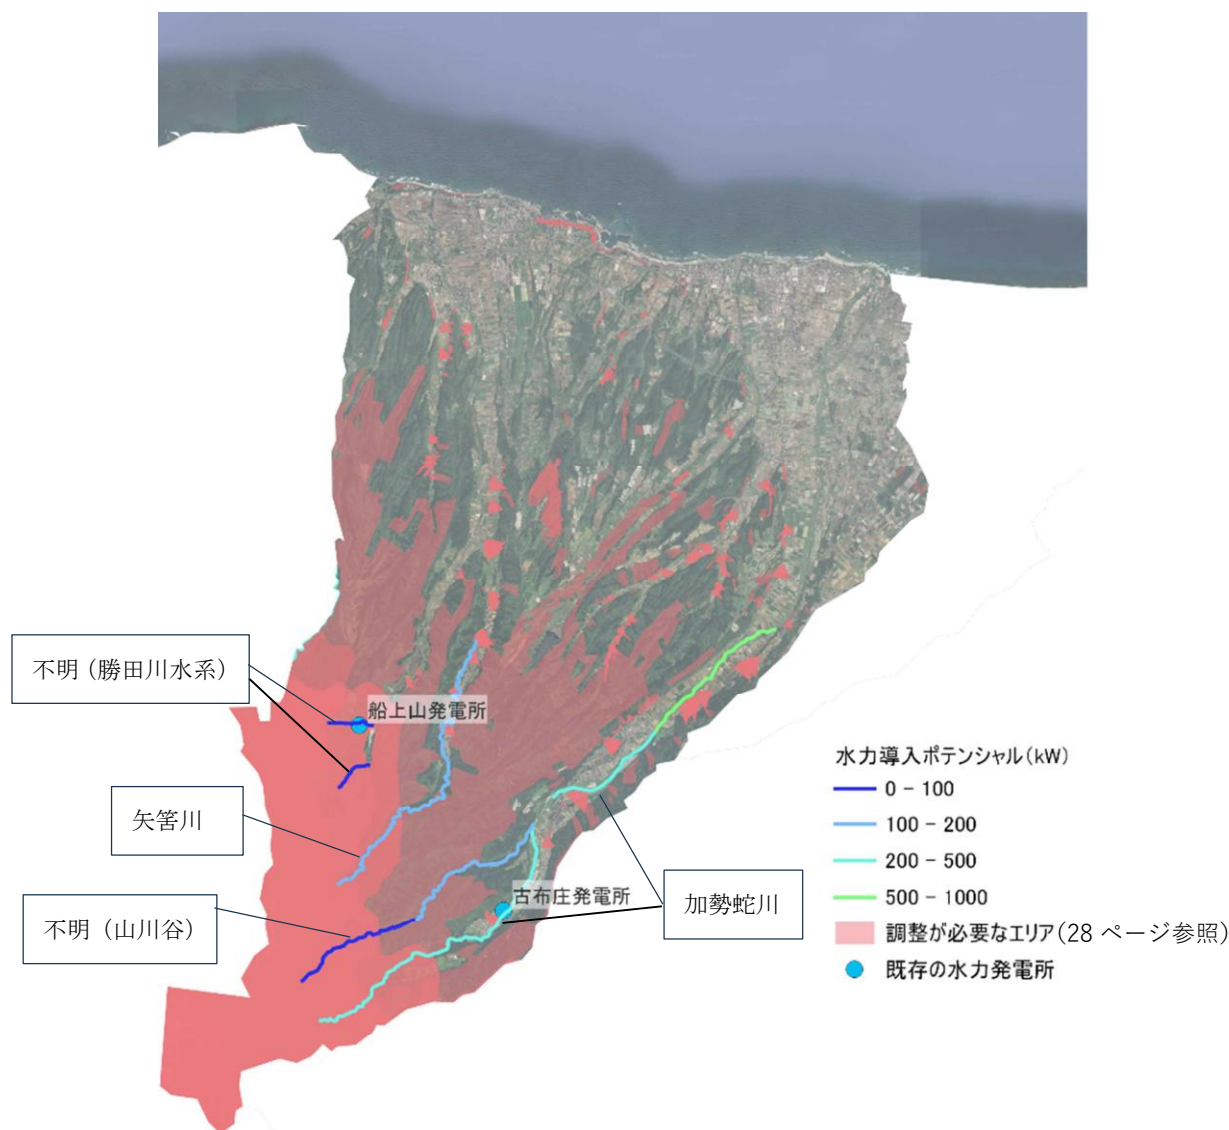 不明（勝田川水系）
船上山発電所
矢筈川
不明（山川谷）
古布庄発電所
加勢蛇川
水力導入ポテンシャル(kW)
0 - 100
100 - 200
200 - 500
500 - 1000
調整が必要なエリア(28 ページ参照)
既存の水力発電所